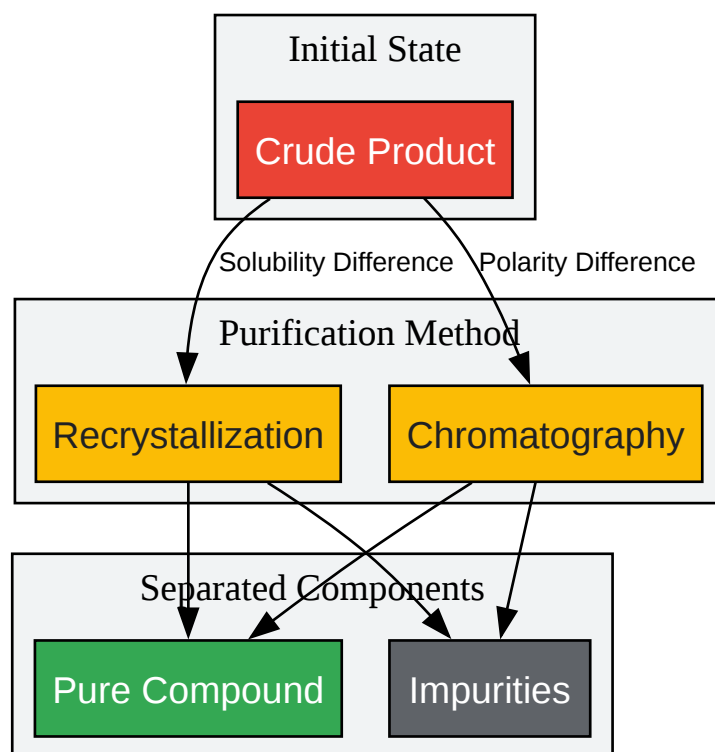 Initial State
Crude Product
Solubility Difference
Polarity Difference
Purification Method
Recrystallization
Chromatography
Separated Components
Pure Compound
Impurities